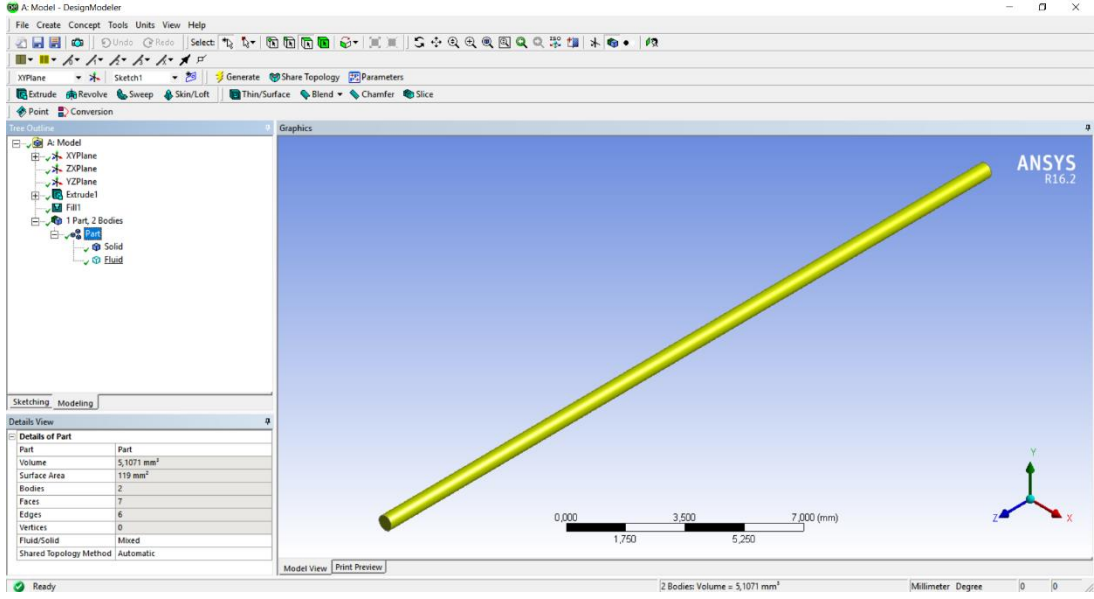 A: Model - DesignModeler
File Create Concept Tools Units View Help
Undo Redo Select:
XYPlane Sketch1 Generate Share Topology Parameters
Extrude Revolve Sweep Skin/Loft Thin/Surface Blend Chamfer Slice
Point Conversion
Tree Outline
A: Model
XYPlane
ZXPlane
YZPlane
Extrude1
Fill1
1 Part, 2 Bodies
Part
Solid
Fluid
Sketching Modeling
Details View
Details of Part
Part Part
Volume 5,1071 mm³
Surface Area 119 mm²
Bodies 2
Faces 7
Edges 6
Vertices 0
Fluid/Solid Mixed
Shared Topology Method Automatic
Graphics
ANSYS
R16.2
Y
Z X
0,000 3,500 7,000 (mm)
1,750 5,250
Model View Print Preview
Ready 2 Bodies: Volume = 5,1071 mm³ Millimeter Degree 0 0